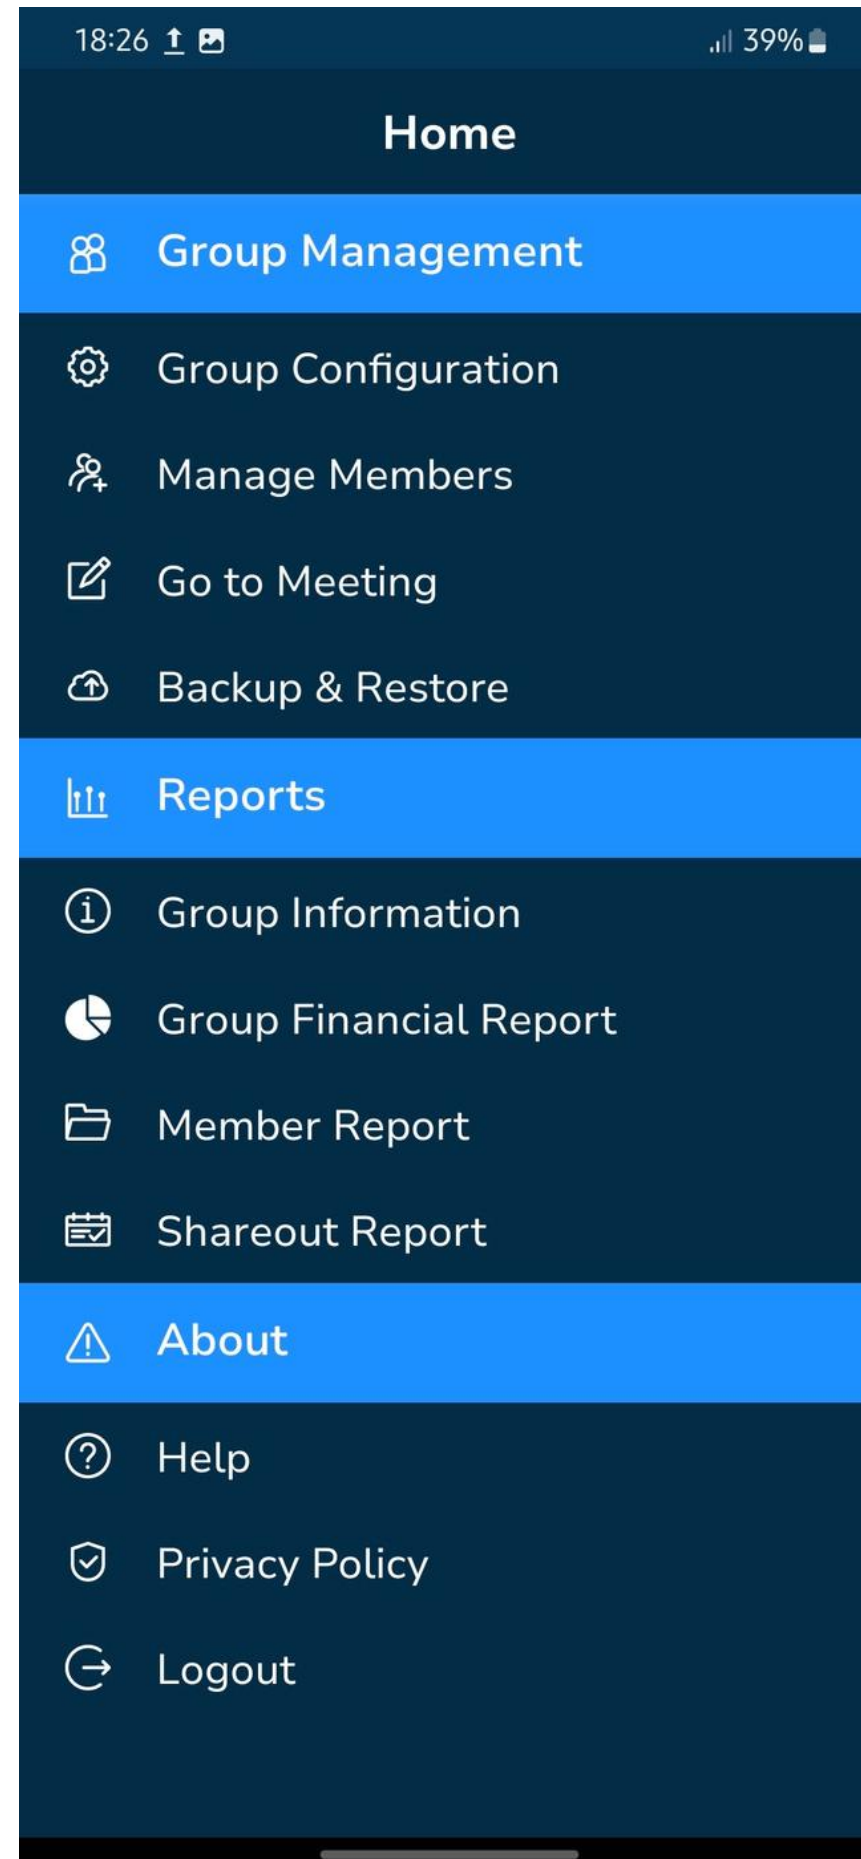 18:26 39%
Home
Group Management
Group Configuration
Manage Members
Go to Meeting
Backup & Restore
Reports
Group Information
Group Financial Report
Member Report
Shareout Report
About
Help
Privacy Policy
Logout